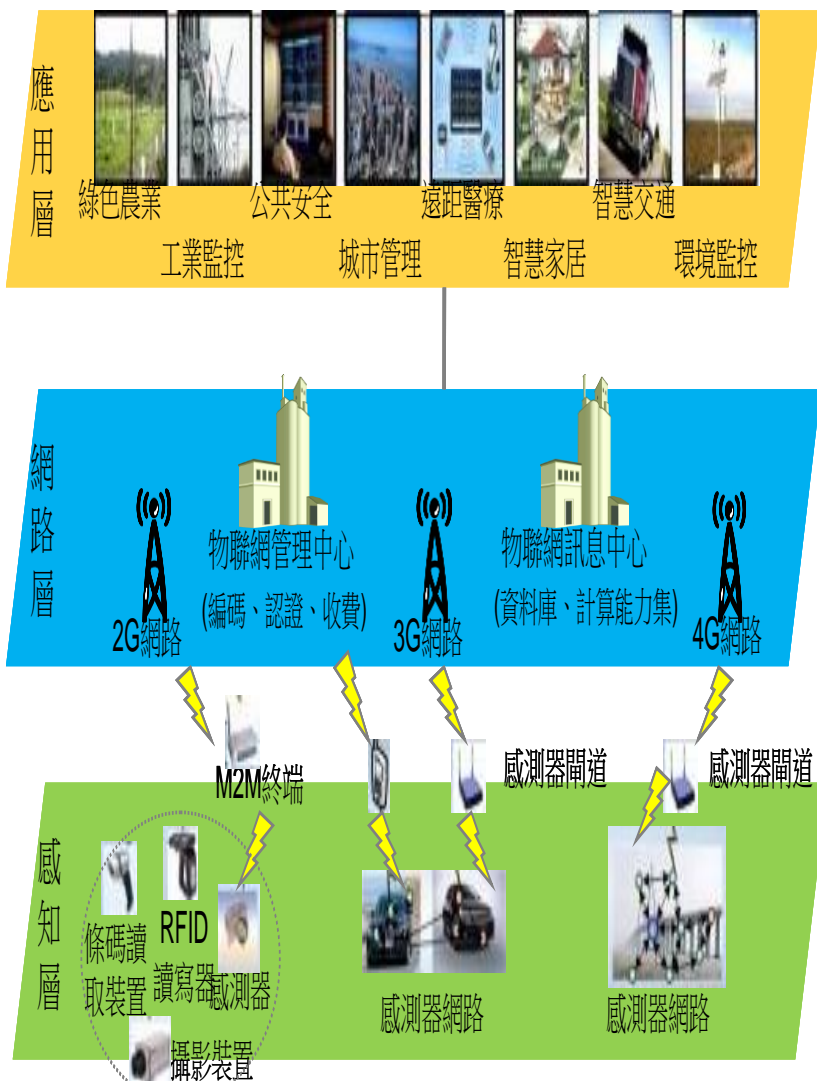 應用層
綠色農業
公共安全
遠距醫療
智慧交通
工業監控
城市管理
智慧家居
環境監控
網路層
物聯網管理中心
(編碼、認證、收費)
物聯網訊息中心
(資料庫、計算能力集)
2G網路
3G網路
4G網路
M2M終端
感測器閘道
感測器閘道
感知層
條碼讀
取裝置
RFID
讀寫器
感測器
攝影裝置
感測器網路
感測器網路